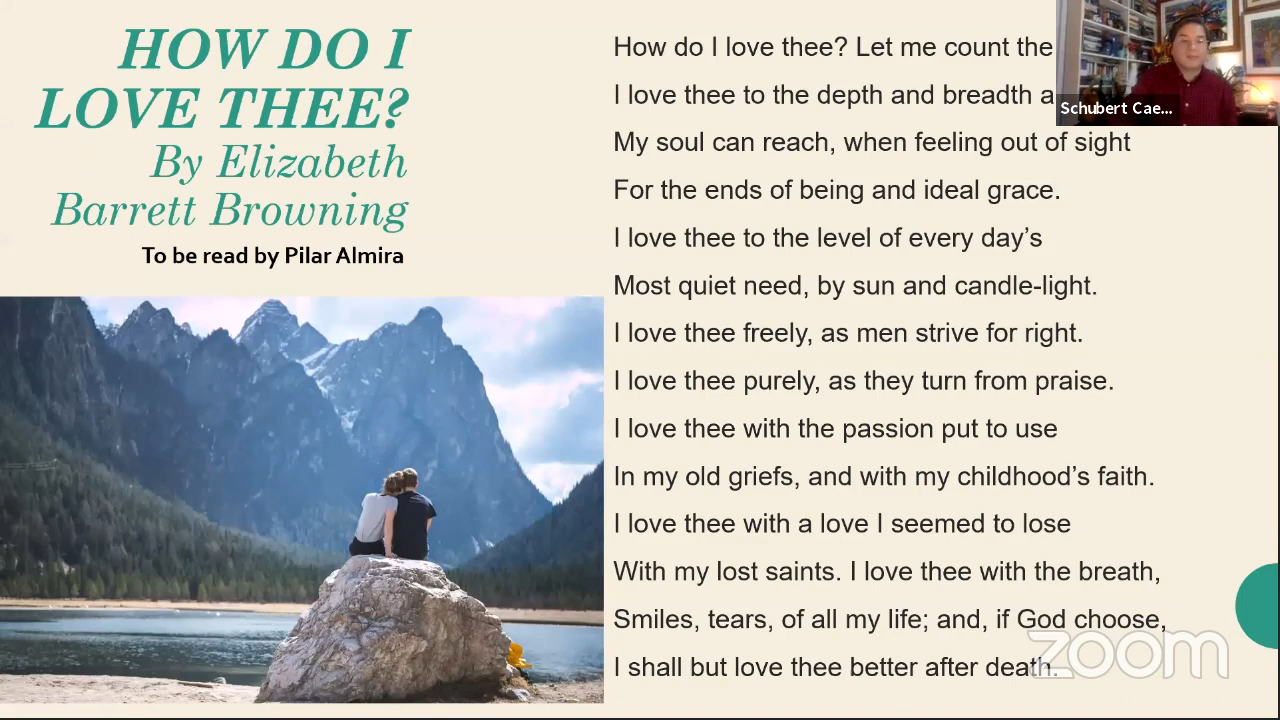 HOW DO I
LOVE THEE?
By Elizabeth
Barrett Browning
To be read by Pilar Almira
How do I love thee? Let me count the
I love thee to the depth and breadth a
My soul can reach, when feeling out of sight
For the ends of being and ideal grace.
I love thee to the level of every day’s
Most quiet need, by sun and candle-light.
I love thee freely, as men strive for right.
I love thee purely, as they turn from praise.
I love thee with the passion put to use
In my old griefs, and with my childhood’s faith.
I love thee with a love I seemed to lose
With my lost saints. I love thee with the breath,
Smiles, tears, of all my life; and, if God choose,
I shall but love thee better after death.
Schubert Cae...
zoom